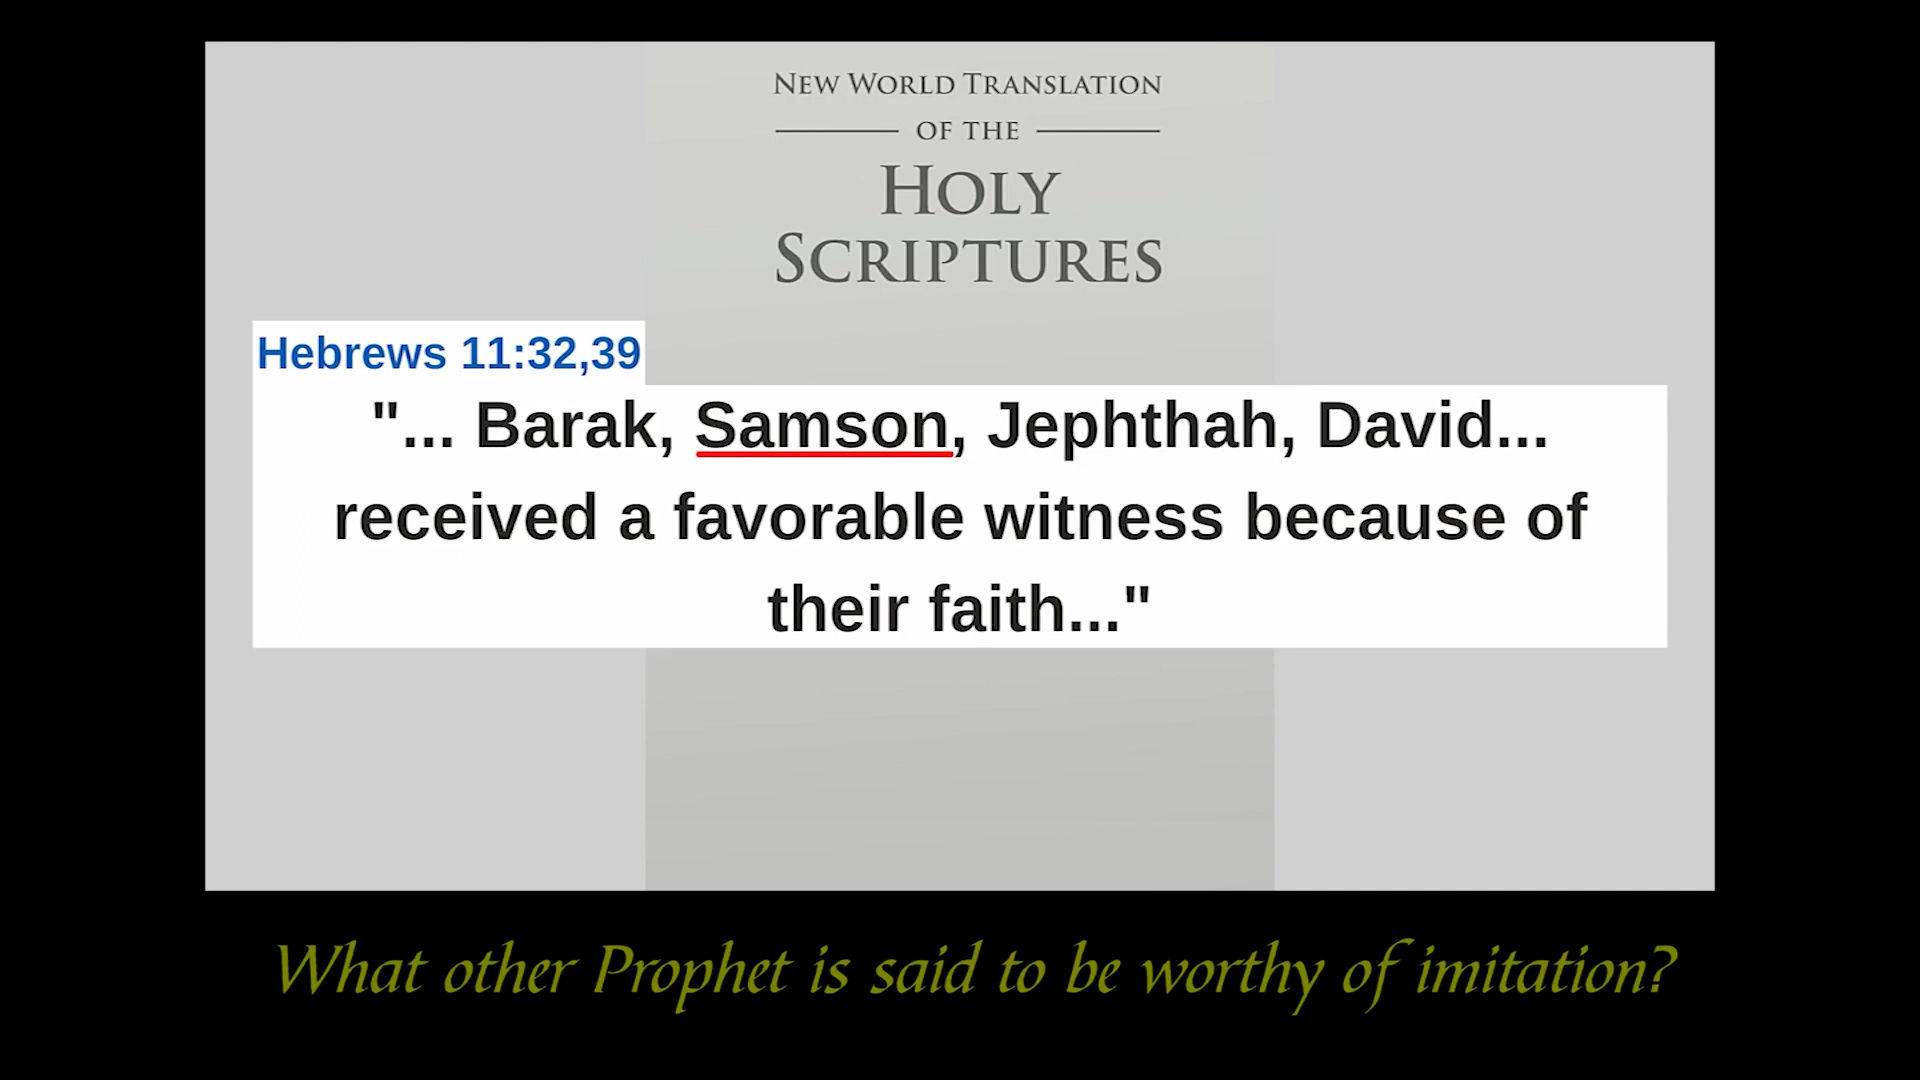 NEW WORLD TRANSLATION
OF THE
HOLY
SCRIPTURES
Hebrews 11:32,39
"... Barak, Samson, Jephthah, David...
received a favorable witness because of
their faith..."
What other Prophet is said to be worthy of imitation?